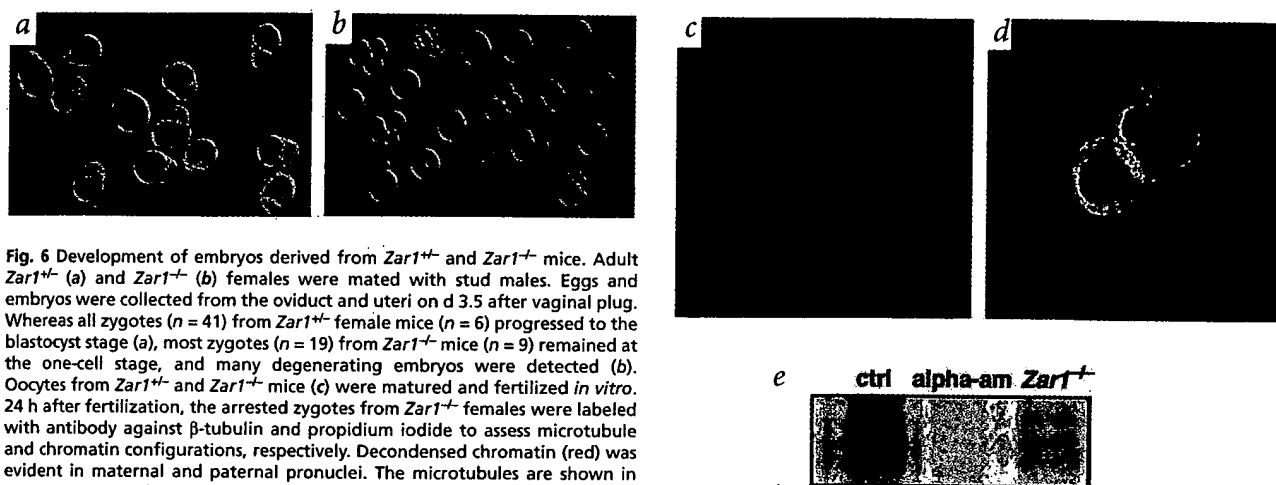 a
b
c
d
Fig. 6 Development of embryos derived from Zar1+/– and Zar1–/– mice. Adult
Zar1+/– (a) and Zar1–/– (b) females were mated with stud males. Eggs and
embryos were collected from the oviduct and uteri on d 3.5 after vaginal plug.
Whereas all zygotes (n = 41) from Zar1+/– female mice (n = 6) progressed to the
blastocyst stage (a), most zygotes (n = 19) from Zar1–/– mice (n = 9) remained at
the one-cell stage, and many degenerating embryos were detected (b).
Oocytes from Zar1+/– and Zar1–/– mice (c) were matured and fertilized in vitro.
24 h after fertilization, the arrested zygotes from Zar1–/– females were labeled
with antibody against β-tubulin and propidium iodide to assess microtubule
and chromatin configurations, respectively. Decondensed chromatin (red) was
evident in maternal and paternal pronuclei. The microtubules are shown in
e
ctrl alpha-am Zar1–/–